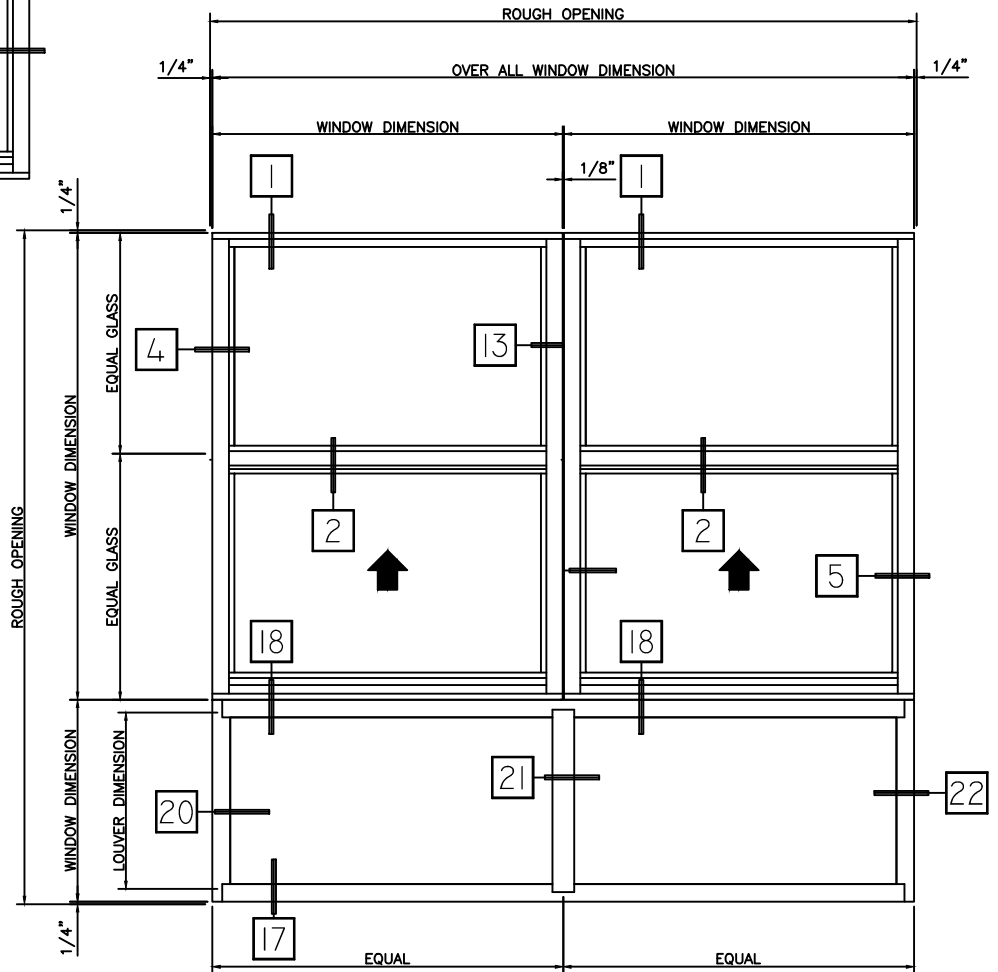 ROUGH OPENING
1/4" OVER ALL WINDOW DIMENSION 1/4"
WINDOW DIMENSION WINDOW DIMENSION
1 1/8" 1
1/4"
EQUAL GLASS
4 13
WINDOW DIMENSION
2 2
ROUGH OPENING
EQUAL GLASS
5
18 18
WINDOW DIMENSION
LOUVER DIMENSION
21
20 22
17
1/4"
EQUAL EQUAL